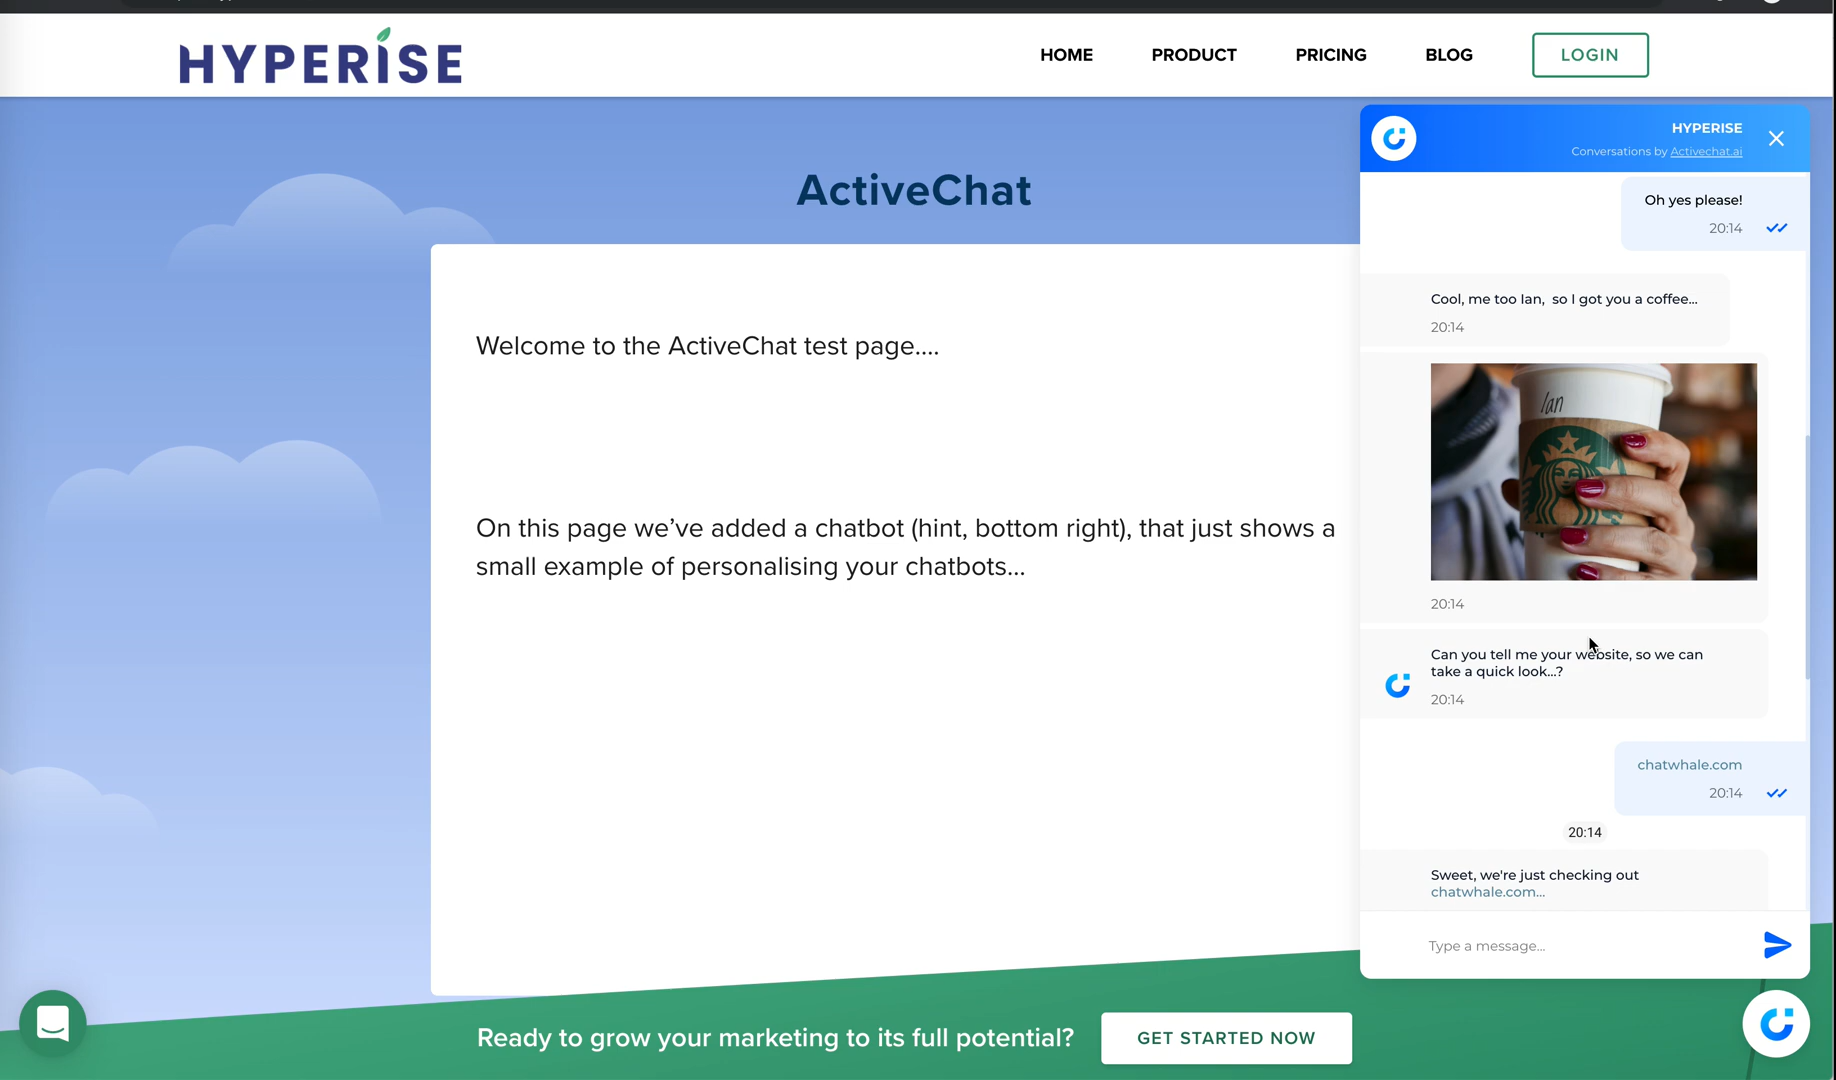 HYPERISE
HOME
PRODUCT
PRICING
BLOG
LOGIN
ActiveChat
Welcome to the ActiveChat test page....
On this page we’ve added a chatbot (hint, bottom right), that just shows a
small example of personalising your chatbots...
HYPERISE
Conversations by Activechat.ai
Oh yes please!
20:14
Cool, me too Ian,  so I got you a coffee...
20:14
Ian
20:14
Can you tell me your website, so we can
take a quick look...?
20:14
chatwhale.com
20:14
20:14
Sweet, we're just checking out
chatwhale.com...
Type a message...
Ready to grow your marketing to its full potential?
GET STARTED NOW